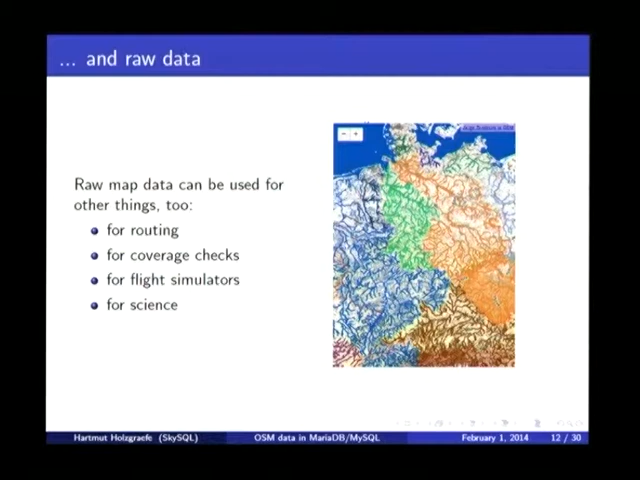 ... and raw data
Raw map data can be used for
other things, too:
for routing
for coverage checks
for flight simulators
for science
Hartmut Holzgraefe (SkySQL)
OSM data in MariaDB/MySQL
February 1, 2014
12 / 30